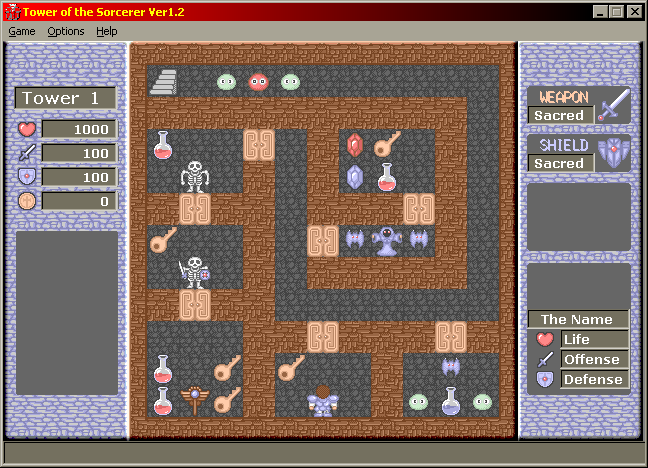 Tower of the Sorcerer Ver1.2
Game Options Help
Tower 1
1000
100
100
0
WEAPON
Sacred
SHIELD
Sacred
The Name
Life
Offense
Defense